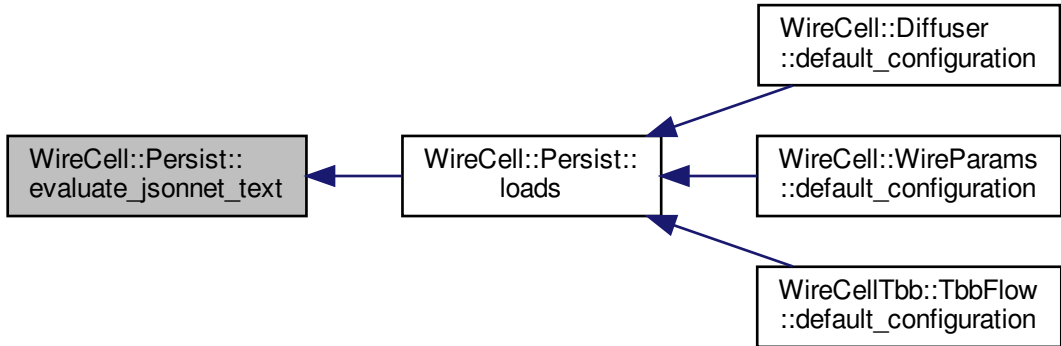 WireCell::Diffuser
::default_configuration
WireCell::Persist::
evaluate_jsonnet_text
WireCell::Persist::
loads
WireCell::WireParams
::default_configuration
WireCellTbb::TbbFlow
::default_configuration